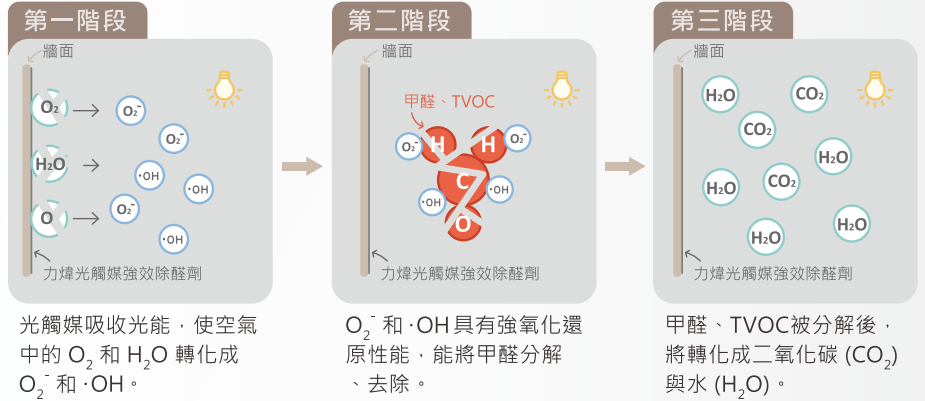 第一階段
牆面
O₂
H₂O
O
O₂⁻
O₂⁻
·OH
·OH
O₂⁻
·OH
力煒光觸媒強效除醛劑
光觸媒吸收光能，使空氣
中的 O₂ 和 H₂O 轉化成
O₂⁻ 和 ·OH。
第二階段
牆面
甲醛、TVOC
O₂⁻
H
H
O₂⁻
C
·OH
·OH
O
力煒光觸媒強效除醛劑
O₂⁻ 和 ·OH 具有強氧化還
原性能，能將甲醛分解
、去除。
第三階段
牆面
H₂O
CO₂
CO₂
H₂O
H₂O
CO₂
H₂O
H₂O
力煒光觸媒強效除醛劑
甲醛、TVOC被分解後，
將轉化成二氧化碳 (CO₂)
與水 (H₂O)。